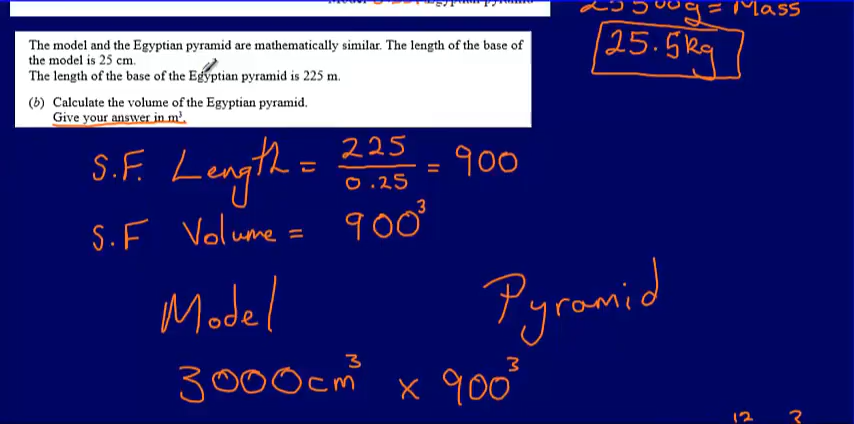 25500g = Mass
25.5kg
The model and the Egyptian pyramid are mathematically similar. The length of the base of
the model is 25 cm.
The length of the base of the Egyptian pyramid is 225 m.
(b) Calculate the volume of the Egyptian pyramid.
Give your answer in m³.
S.F. Length = 225/0.25 = 900
S.F Volume = 900³
Model Pyramid
3000cm³ × 900³
12 3